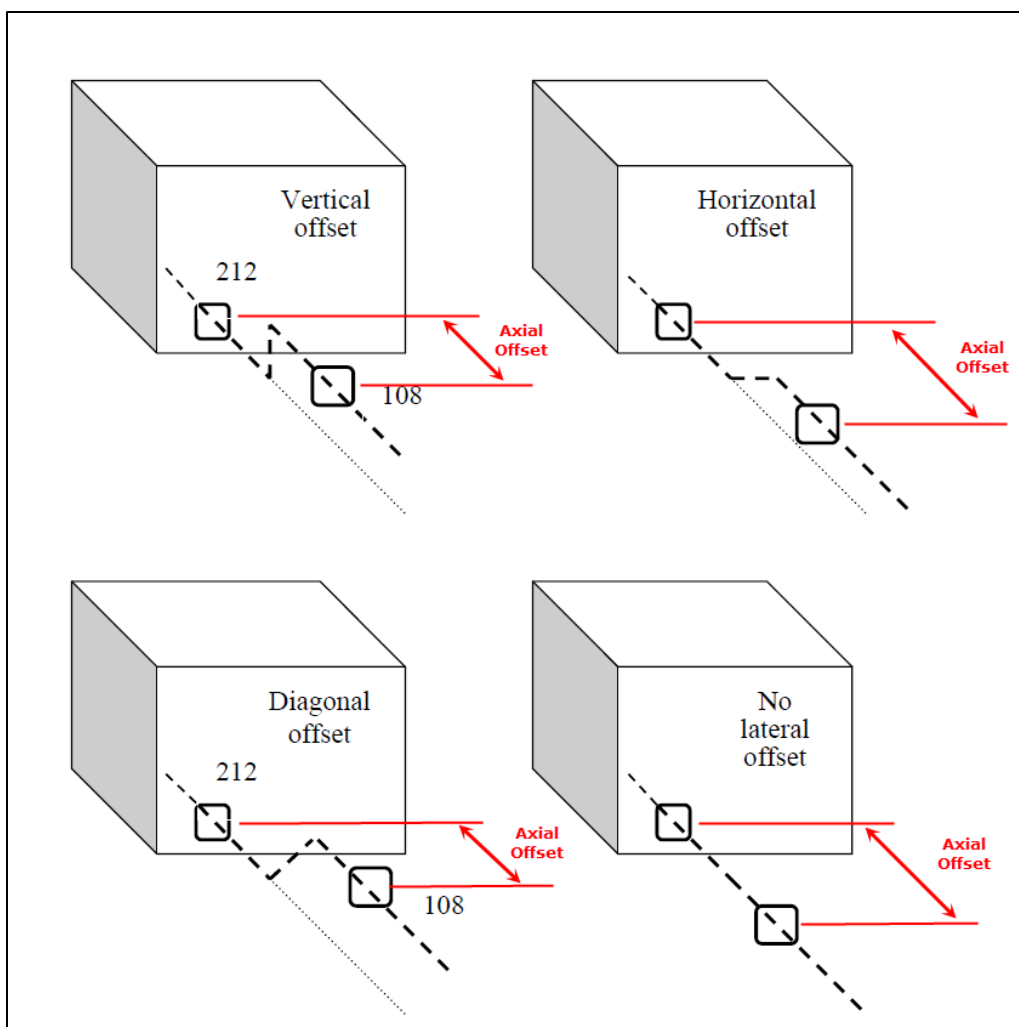 Vertical
offset
212
Axial
Offset
108
Horizontal
offset
Axial
Offset
Diagonal
offset
212
Axial
Offset
108
No
lateral
offset
Axial
Offset